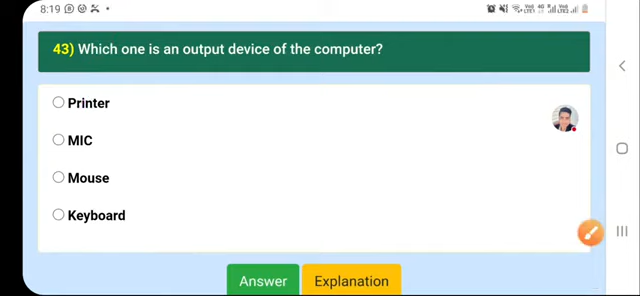 8:19
43) Which one is an output device of the computer?
Printer
MIC
Mouse
Keyboard
Answer Explanation